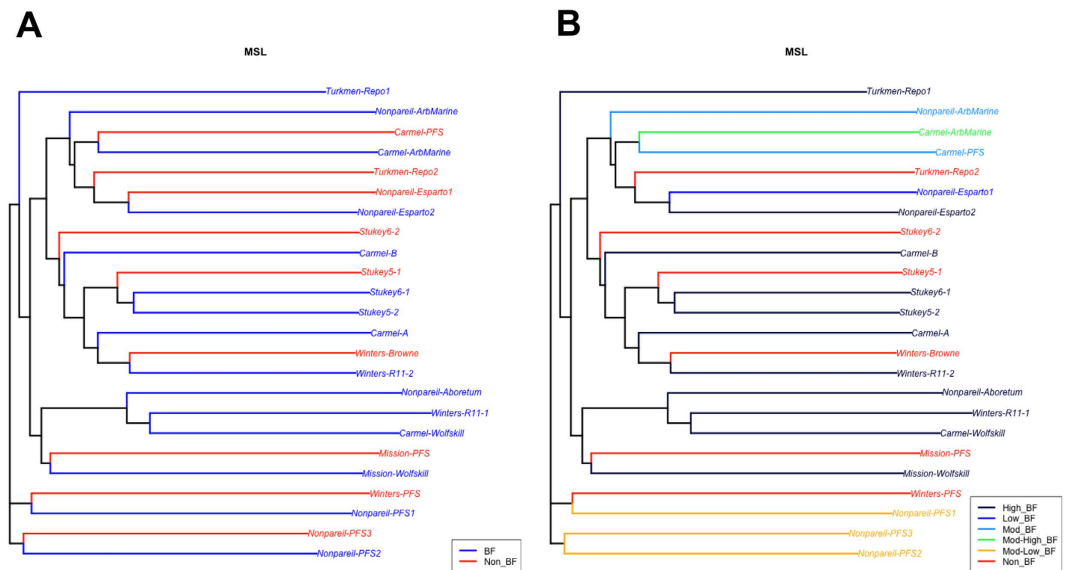 A
MSL
Turkmen-Repo1
Nonpareil-ArbMarine
Carmel-PFS
Carmel-ArbMarine
Turkmen-Repo2
Nonpareil-Esparto1
Nonpareil-Esparto2
Stukey6-2
Carmel-B
Stukey5-1
Stukey6-1
Stukey5-2
Carmel-A
Winters-Browne
Winters-R11-2
Nonpareil-Aboretum
Winters-R11-1
Carmel-Wolfskill
Mission-PFS
Mission-Wolfskill
Winters-PFS
Nonpareil-PFS1
Nonpareil-PFS3
Nonpareil-PFS2
BF
Non_BF
B
MSL
Turkmen-Repo1
Nonpareil-ArbMarine
Carmel-ArbMarine
Carmel-PFS
Turkmen-Repo2
Nonpareil-Esparto1
Nonpareil-Esparto2
Stukey6-2
Carmel-B
Stukey5-1
Stukey6-1
Stukey5-2
Carmel-A
Winters-Browne
Winters-R11-2
Nonpareil-Aboretum
Winters-R11-1
Carmel-Wolfskill
Mission-PFS
Mission-Wolfskill
Winters-PFS
Nonpareil-PFS1
Nonpareil-PFS3
Nonpareil-PFS2
High_BF
Low_BF
Mod_BF
Mod-High_BF
Mod-Low_BF
Non_BF